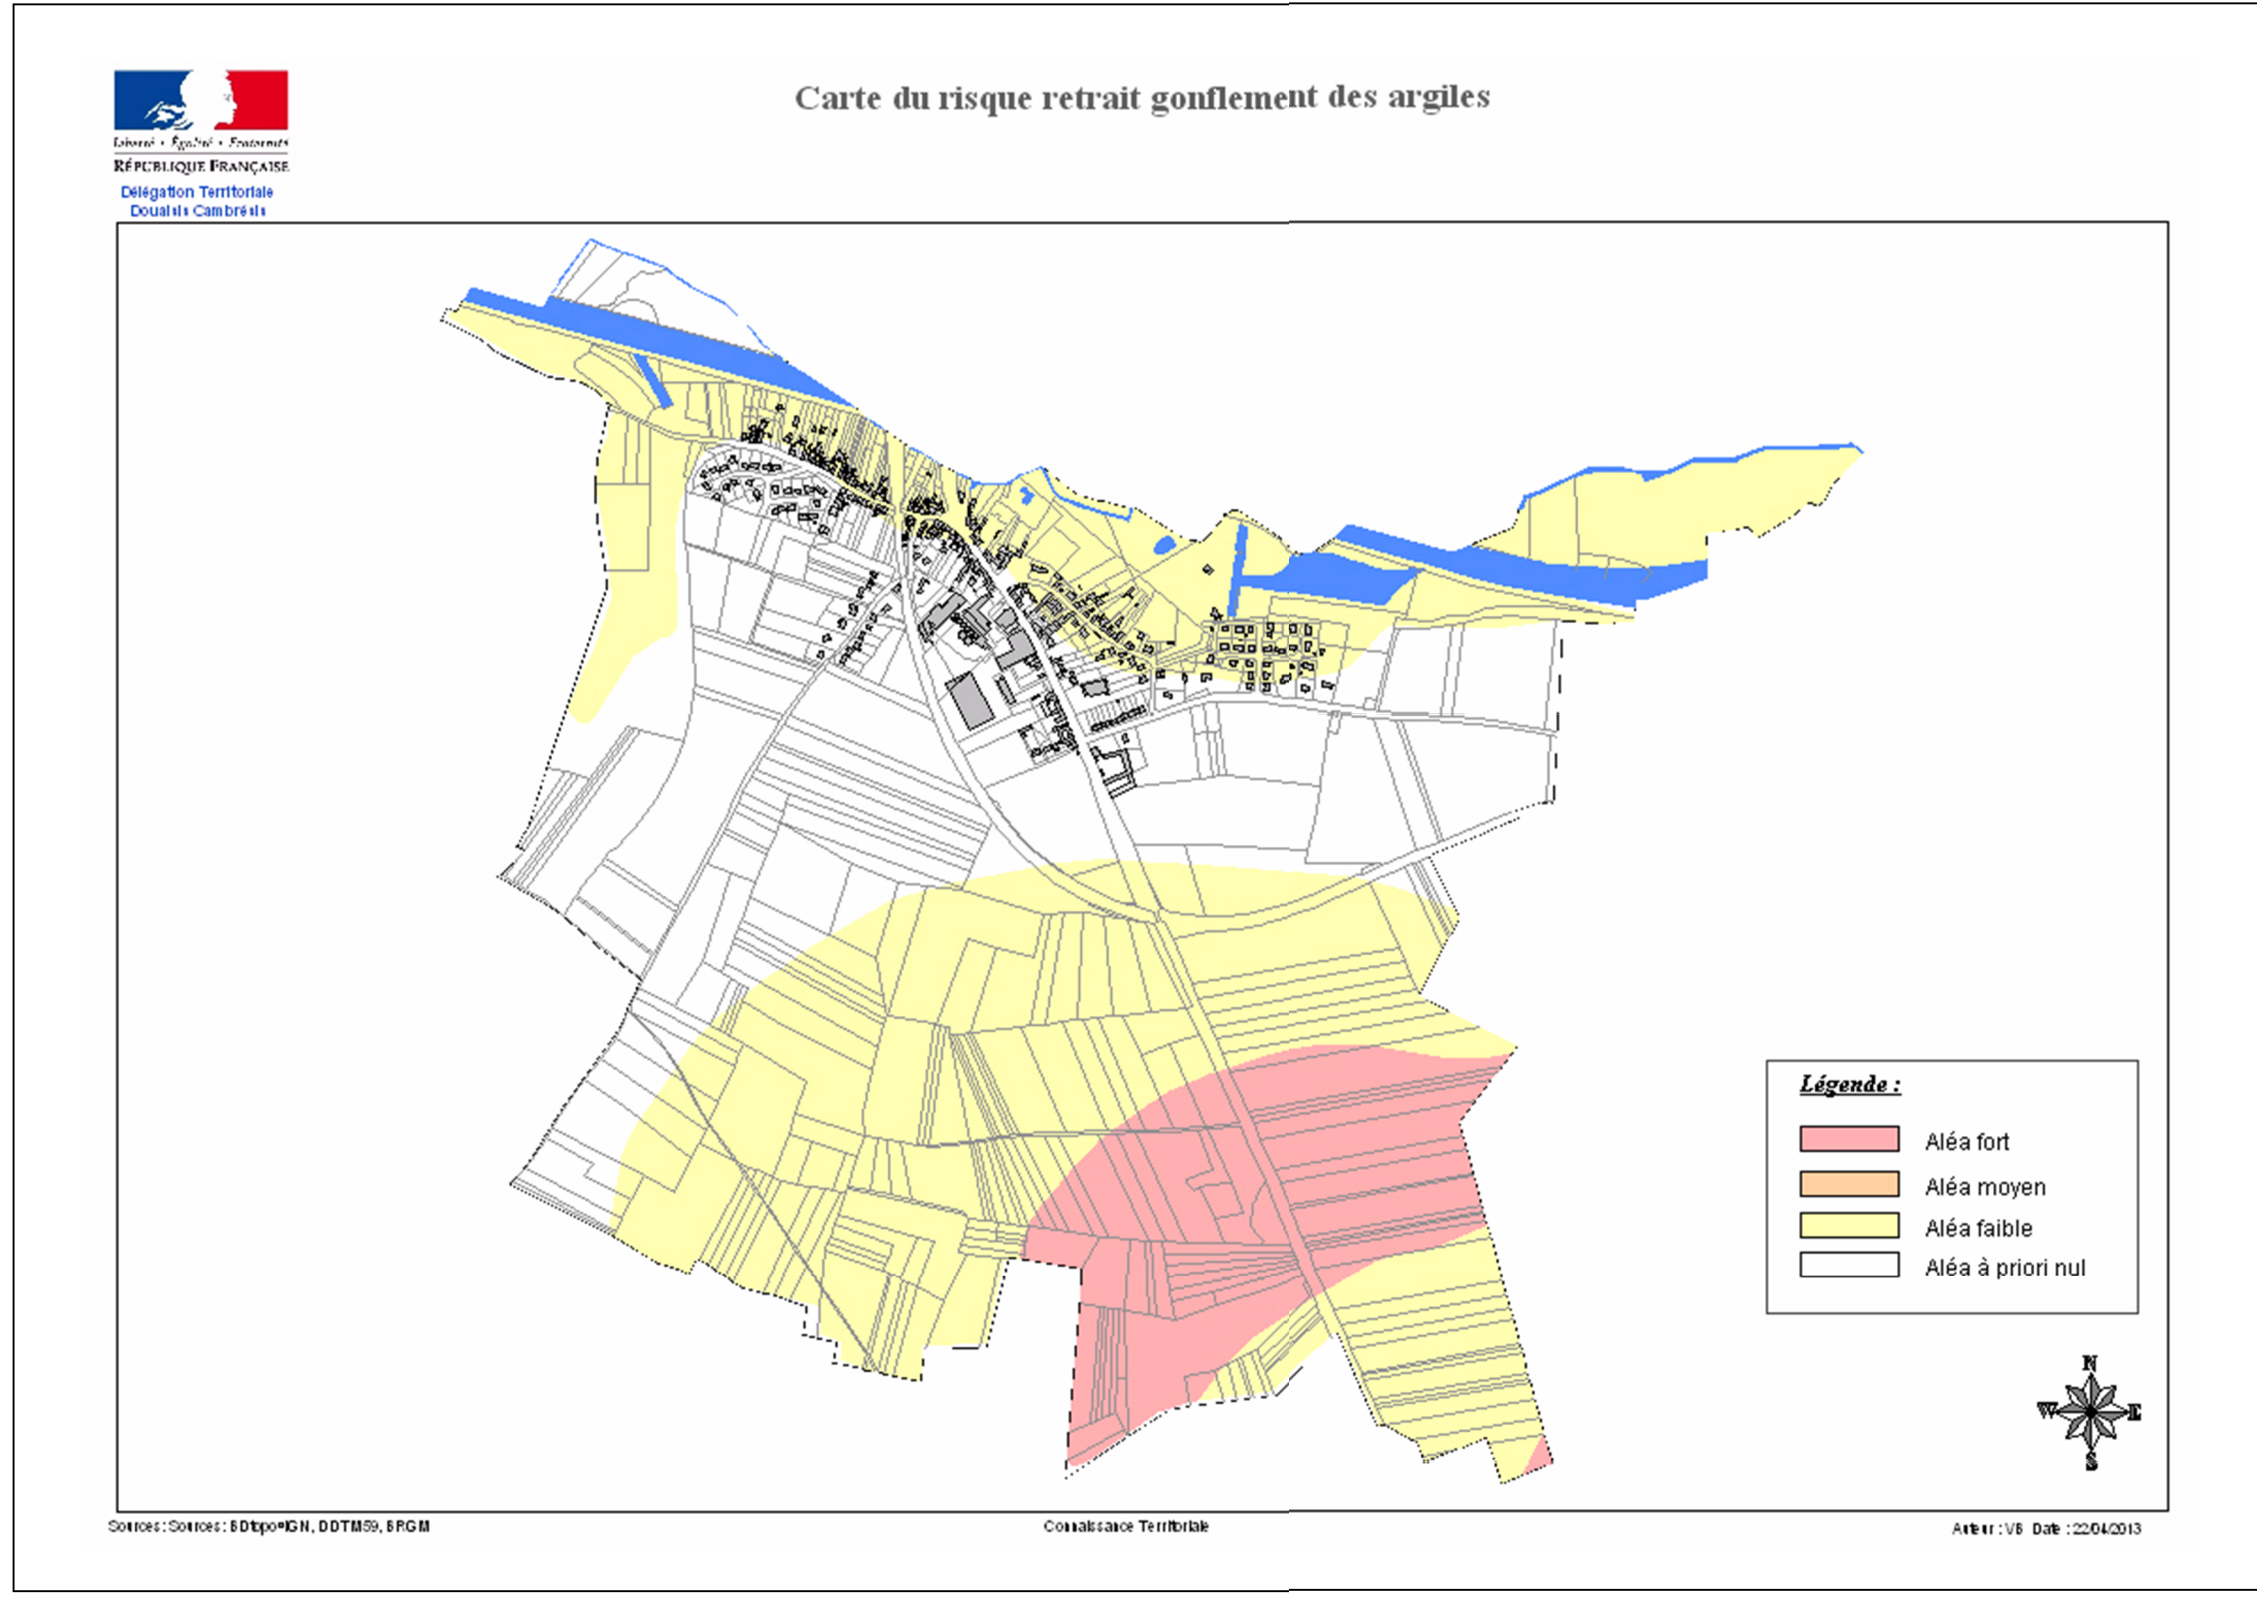 Carte du risque retrait gonflement des argiles
Liberté • Égalité • Fraternité
RÉPUBLIQUE FRANÇAISE
Délégation Territoriale
Douaisis Cambrésis
Légende :
Aléa fort
Aléa moyen
Aléa faible
Aléa à priori nul
N
W E
S
Sources : Sources : BDtopo®IGN, DDTM59, BRGM
Connaissance Territoriale
Auteur : VB Date : 22/04/2013